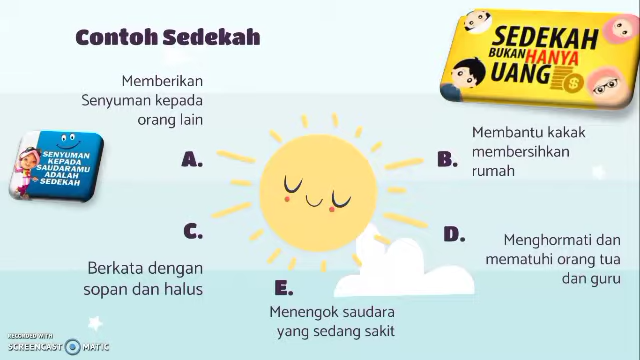 Contoh Sedekah
SEDEKAH
BUKAN HANYA
UANG
Memberikan
Senyuman kepada
orang lain
A.
SENYUMAN
KEPADA
SAUDARAMU
ADALAH
SEDEKAH
B.
Membantu kakak
membersihkan
rumah
C.
Berkata dengan
sopan dan halus
D.
Menghormati dan
mematuhi orang tua
dan guru
E.
Menengok saudara
yang sedang sakit
RECORDED WITH
SCREENCAST MATIC